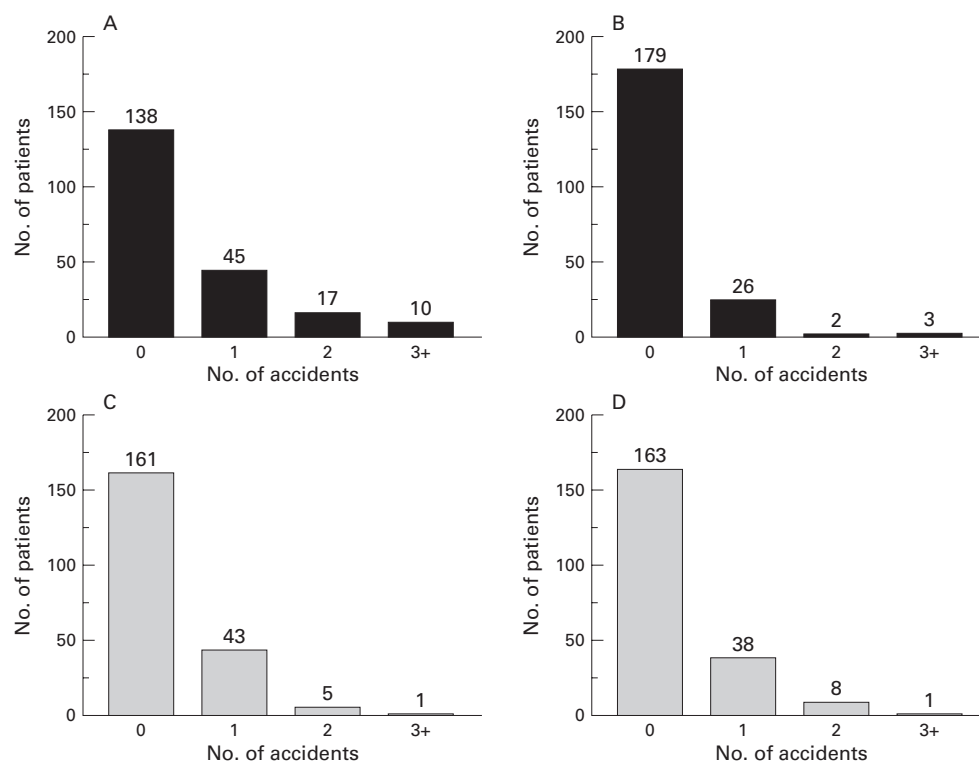 A
No. of patients
200
150
100
50
0
138
45
17
10
0 1 2 3+
No. of accidents
B
No. of patients
200
150
100
50
0
179
26
2
3
0 1 2 3+
No. of accidents
C
No. of patients
200
150
100
50
0
161
43
5
1
0 1 2 3+
No. of accidents
D
No. of patients
200
150
100
50
0
163
38
8
1
0 1 2 3+
No. of accidents